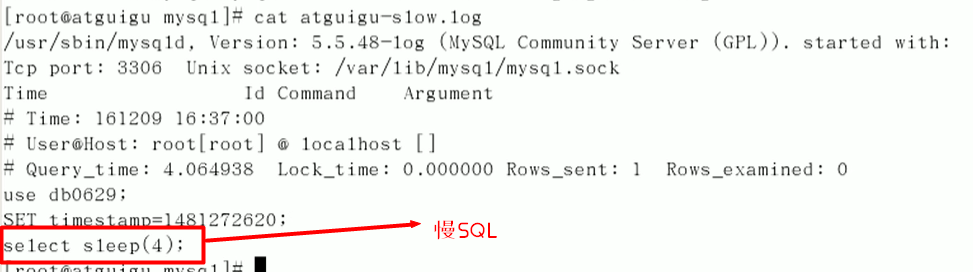 [root@atguigu mysql]# cat atguigu-slow.log
/usr/sbin/mysqld, Version: 5.5.48-log (MySQL Community Server (GPL)). started with:
Tcp port: 3306  Unix socket: /var/lib/mysql/mysql.sock
Time                 Id Command    Argument
# Time: 161209 16:37:00
# User@Host: root[root] @ localhost []
# Query_time: 4.064938  Lock_time: 0.000000 Rows_sent: 1  Rows_examined: 0
use db0629;
SET timestamp=1481272620;
select sleep(4);
慢SQL
[root@atguigu mysql]#